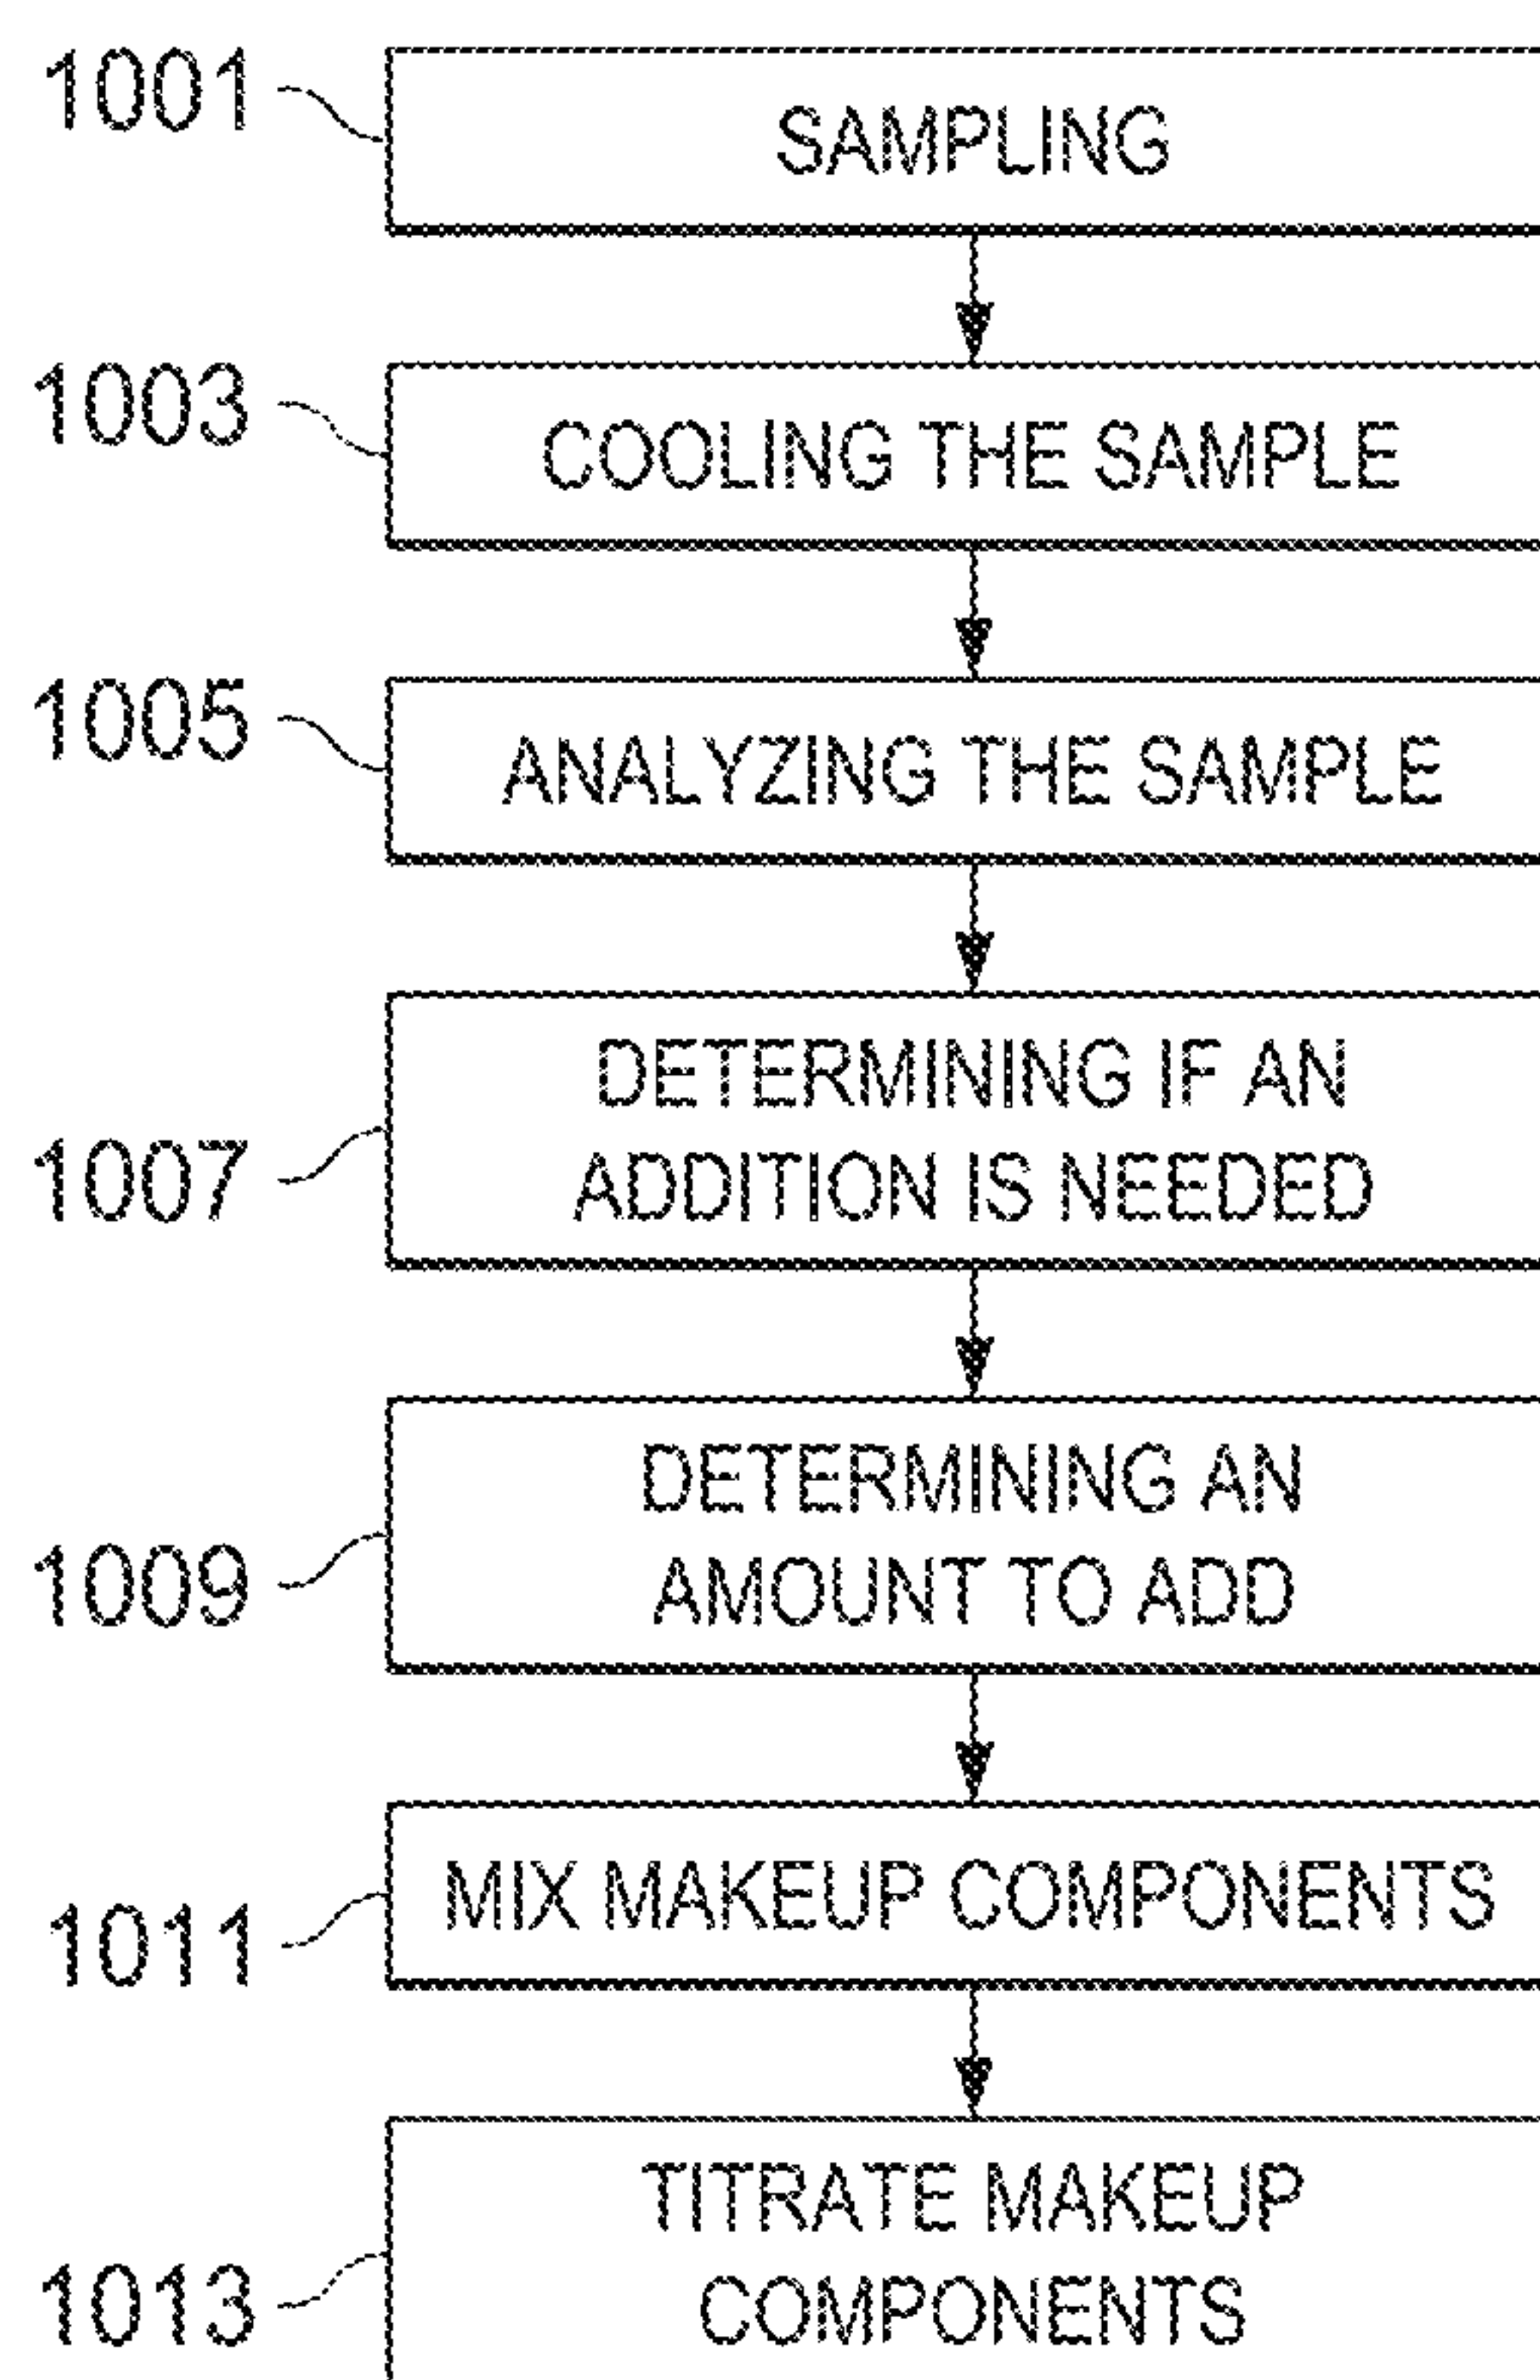 1001
SAMPLING
1003
COOLING THE SAMPLE
1005
ANALYZING THE SAMPLE
1007
DETERMINING IF AN
ADDITION IS NEEDED
1009
DETERMINING AN
AMOUNT TO ADD
1011
MIX MAKEUP COMPONENTS
1013
TITRATE MAKEUP
COMPONENTS